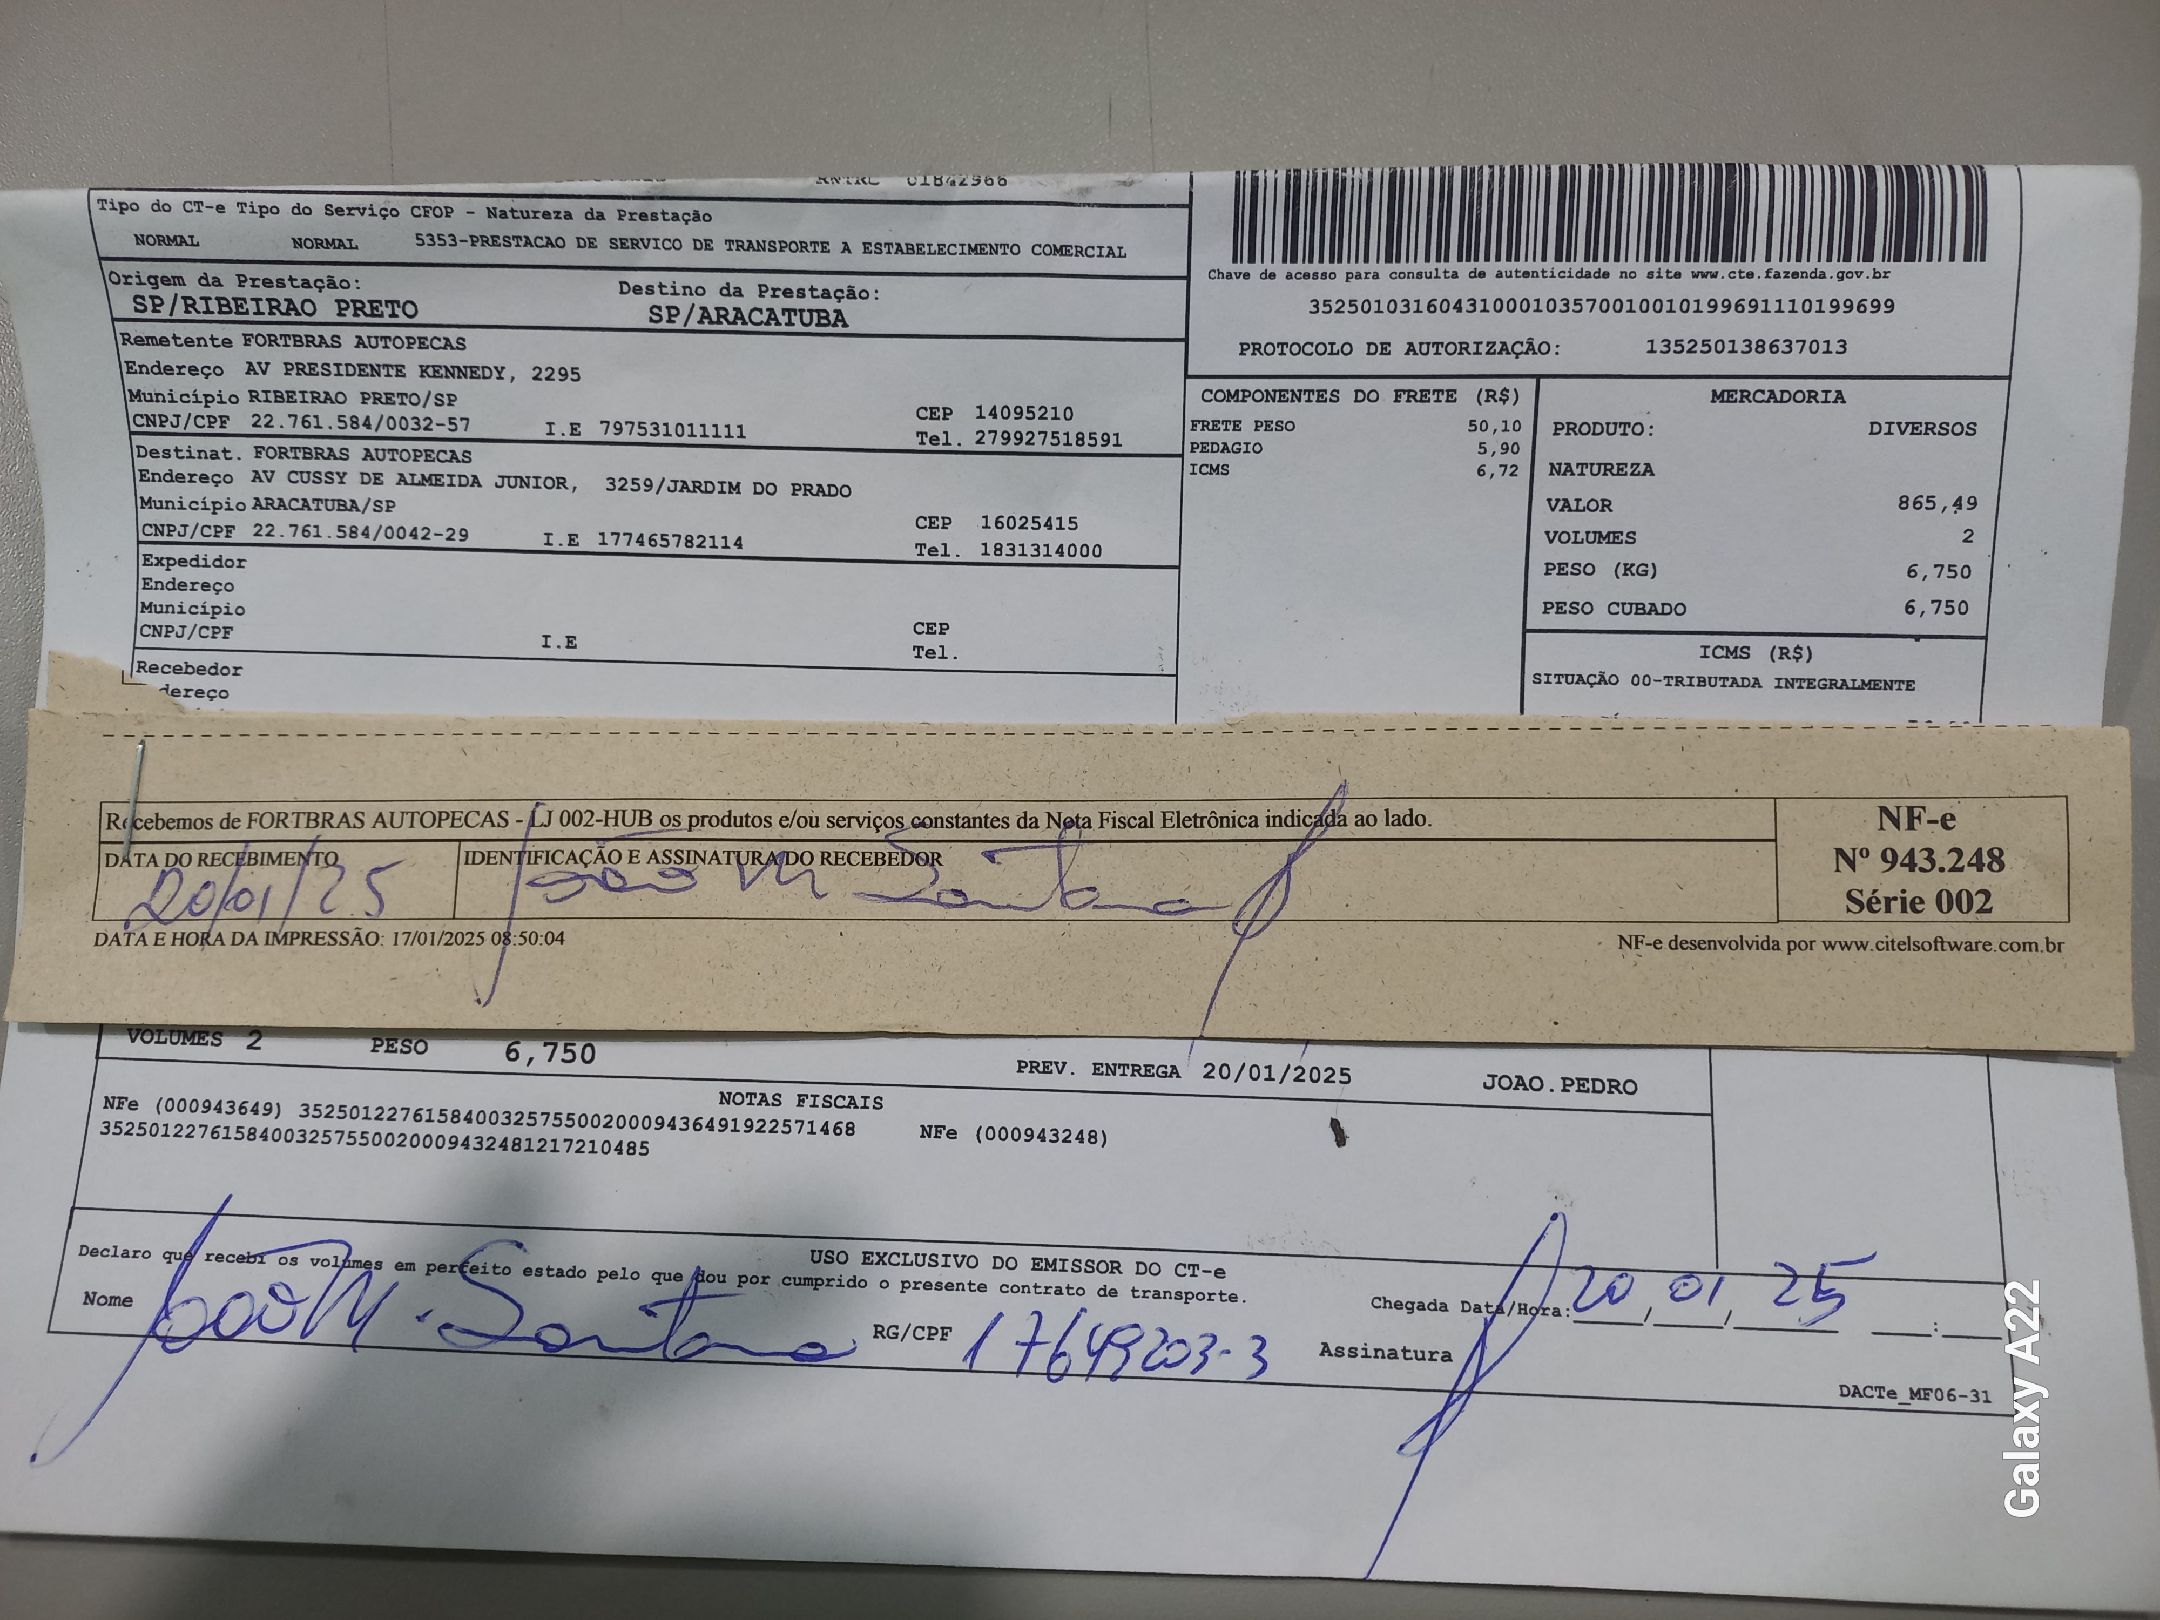 RNTRC 01842966
Tipo do CT-e Tipo do Serviço CFOP - Natureza da Prestação
NORMAL NORMAL 5353-PRESTACAO DE SERVICO DE TRANSPORTE A ESTABELECIMENTO COMERCIAL
Origem da Prestação: Destino da Prestação:
SP/RIBEIRAO PRETO SP/ARACATUBA
Remetente FORTBRAS AUTOPECAS
Endereço AV PRESIDENTE KENNEDY, 2295
Município RIBEIRAO PRETO/SP CEP 14095210
CNPJ/CPF 22.761.584/0032-57 I.E 797531011111 Tel. 279927518591
Destinat. FORTBRAS AUTOPECAS
Endereço AV CUSSY DE ALMEIDA JUNIOR, 3259/JARDIM DO PRADO
Município ARACATUBA/SP CEP 16025415
CNPJ/CPF 22.761.584/0042-29 I.E 177465782114 Tel. 1831314000
Expedidor
Endereço
Município CEP
CNPJ/CPF I.E Tel.
Recebedor
dereço
Chave de acesso para consulta de autenticidade no site www.cte.fazenda.gov.br
35250103160431000103570010010199691110199699
PROTOCOLO DE AUTORIZAÇÃO: 135250138637013
COMPONENTES DO FRETE (R$)
FRETE PESO 50,10
PEDAGIO 5,90
ICMS 6,72
MERCADORIA
PRODUTO: DIVERSOS
NATUREZA
VALOR 865,49
VOLUMES 2
PESO (KG) 6,750
PESO CUBADO 6,750
ICMS (R$)
SITUAÇÃO 00-TRIBUTADA INTEGRALMENTE
Recebemos de FORTBRAS AUTOPECAS - LJ 002-HUB os produtos e/ou serviços constantes da Nota Fiscal Eletrônica indicada ao lado.
DATA DO RECEBIMENTO IDENTIFICAÇÃO E ASSINATURA DO RECEBEDOR
20/01/25 João M Santana
NF-e
Nº 943.248
Série 002
DATA E HORA DA IMPRESSÃO: 17/01/2025 08:50:04 NF-e desenvolvida por www.citelsoftware.com.br
VOLUMES 2 PESO 6,750 PREV. ENTREGA 20/01/2025 JOAO.PEDRO
NOTAS FISCAIS
NFe (000943649) 35250122761584003257550020009436491922571468 NFe (000943248)
35250122761584003257550020009432481217210485
USO EXCLUSIVO DO EMISSOR DO CT-e
Declaro que recebi os volumes em perfeito estado pelo que dou por cumprido o presente contrato de transporte.
Nome João M. Santana RG/CPF 17649203-3 Chegada Data/Hora: 20/01/25 __:__
Assinatura
DACTe_MF06-31
Galaxy A22